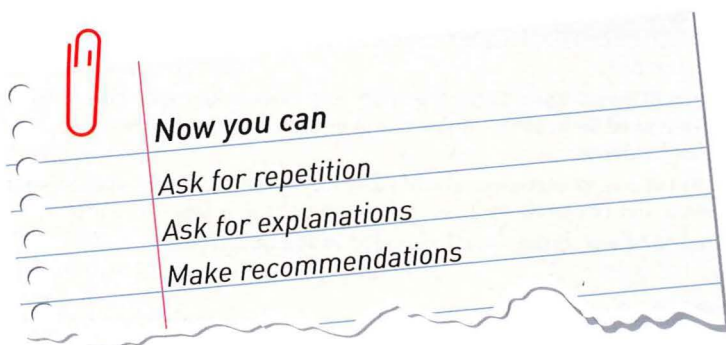 Now you can
Ask for repetition
Ask for explanations
Make recommendations